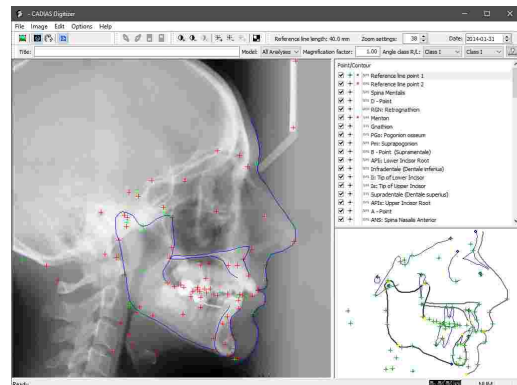 - CADIAS Digitizer
File Image Edit Options Help
Reference line length: 40.0 mm Zoom settings: 38 Date: 2014-01-31
Title: Model: All Analyses Magnification factor: 1.00 Angle class R/L: Class I Class I
Point/Contour
Reference line point 1
Reference line point 2
Spina Mentalis
D - Point
RGN: Retrognathion
Menton
Gnathion
PGo: Pogonion osseum
Pm: Suprapogonion
B - Point (Supramentale)
API: Lower Incisor Root
Infradentale (Dentale inferius)
Ii: Tip of Lower Incisor
Is: Tip of Upper Incisor
Supradentale (Dentale superius)
APIs: Upper Incisor Root
A - Point
ANS: Spina Nasalis Anterior
Ready
NUM